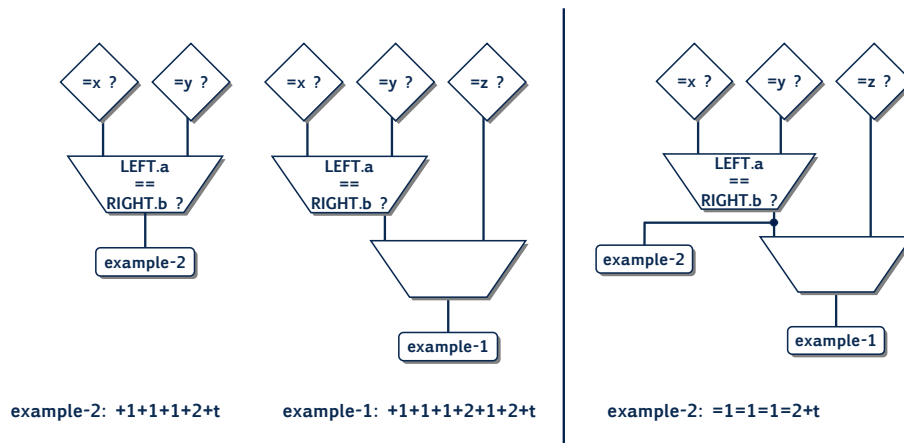 =x ?
=y ?
LEFT.a
==
RIGHT.b ?
example-2
example-2: +1+1+1+2+t
=x ?
=y ?
=z ?
LEFT.a
==
RIGHT.b ?
example-1
example-1: +1+1+1+2+1+2+t
=x ?
=y ?
=z ?
LEFT.a
==
RIGHT.b ?
example-2
example-1
example-2: =1=1=1=2+t